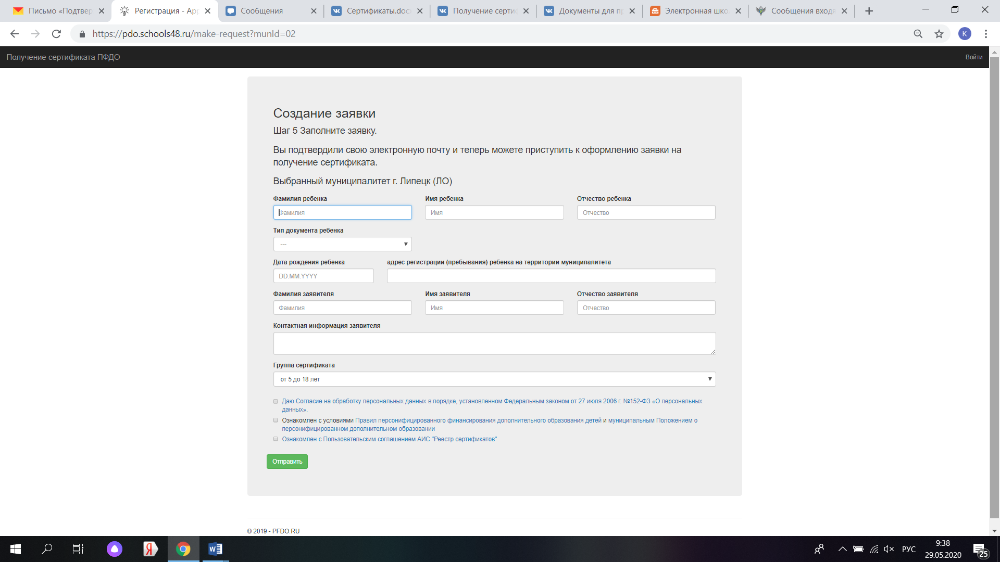 Письмо «Подтвер
Регистрация - App
Сообщения
Сертификаты.doc
Получение серти
Документы для п
Электронная шко
Сообщения входя
https://pdo.schools48.ru/make-request?munId=02
K
Получение сертификата ПФДО
Войти
Создание заявки
Шаг 5 Заполните заявку.
Вы подтвердили свою электронную почту и теперь можете приступить к оформлению заявки на
получение сертификата.
Выбранный муниципалитет г. Липецк (ЛО)
Фамилия ребенка Имя ребенка Отчество ребенка
Фамилия Имя Отчество
Тип документа ребенка
---
Дата рождения ребенка адрес регистрации (пребывания) ребенка на территории муниципалитета
DD.MM.YYYY
Фамилия заявителя Имя заявителя Отчество заявителя
Фамилия Имя Отчество
Контактная информация заявителя
Группа сертификата
от 5 до 18 лет
Даю Согласие на обработку персональных данных в порядке, установленном Федеральным законом от 27 июля 2006 г. №152-ФЗ «О персональных
данных».
Ознакомлен с условиями Правил персонифицированного финансирования дополнительного образования детей и муниципальным Положением о
персонифицированном дополнительном образовании
Ознакомлен с Пользовательским соглашением АИС "Реестр сертификатов"
Отправить
© 2019 - PFDO.RU
РУС
9:38
29.05.2020
25